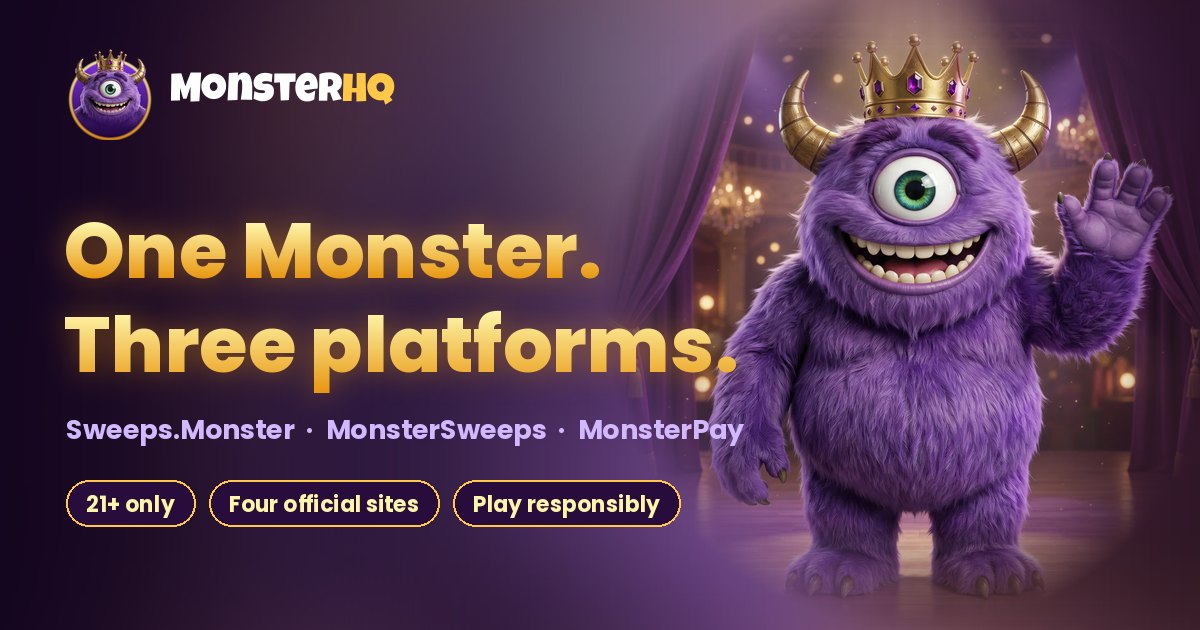 MonsterHQ
One Monster.
Three platforms.
Sweeps.Monster · MonsterSweeps · MonsterPay
21+ only
Four official sites
Play responsibly